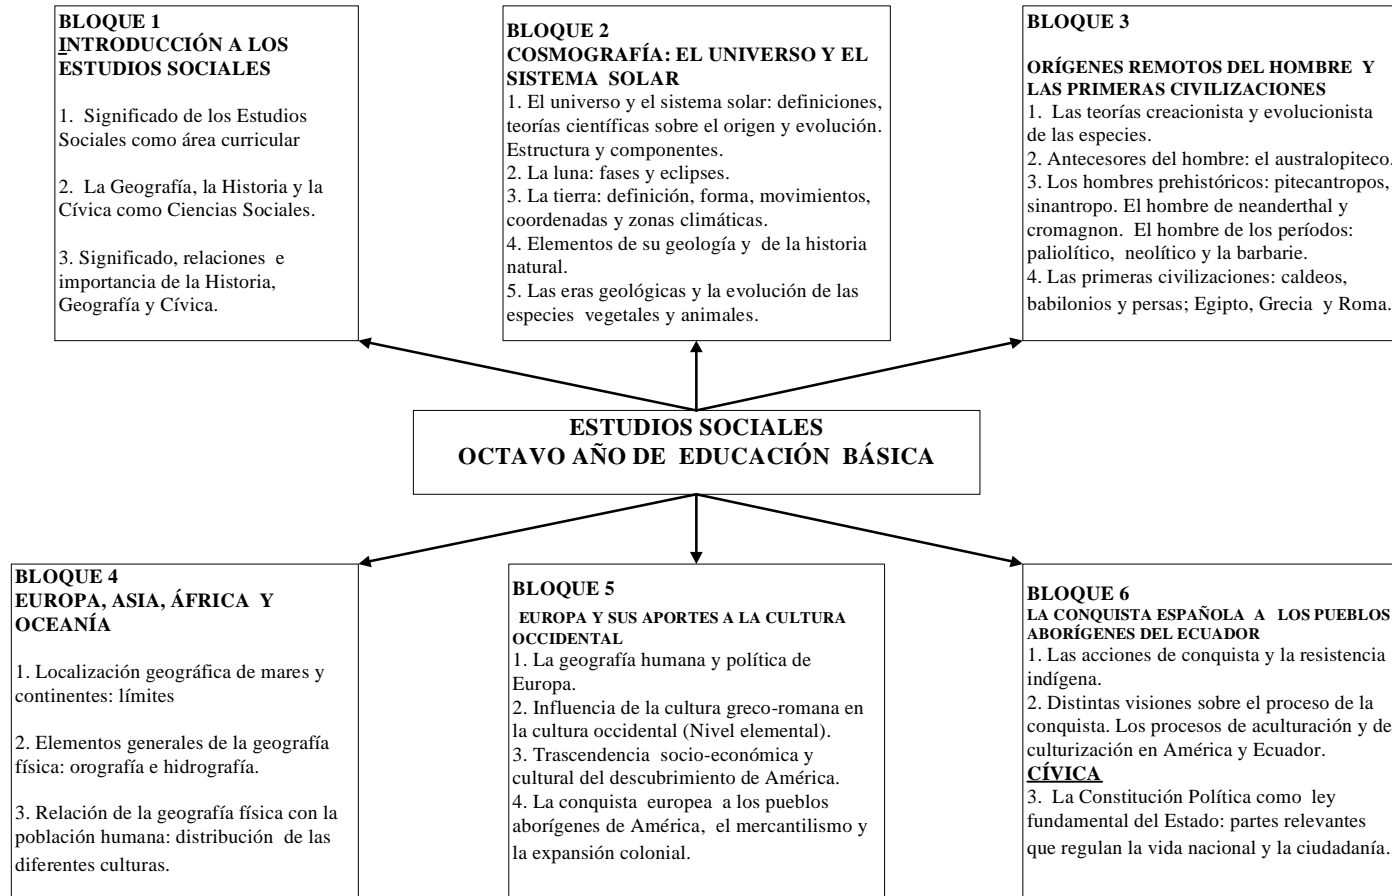 BLOQUE 1
INTRODUCCIÓN A LOS
ESTUDIOS SOCIALES
1. Significado de los Estudios
Sociales como área curricular
2. La Geografía, la Historia y la
Cívica como Ciencias Sociales.
3. Significado, relaciones e
importancia de la Historia,
Geografía y Cívica.
BLOQUE 2
COSMOGRAFÍA: EL UNIVERSO Y EL
SISTEMA SOLAR
1. El universo y el sistema solar: definiciones,
teorías científicas sobre el origen y evolución.
Estructura y componentes.
2. La luna: fases y eclipses.
3. La tierra: definición, forma, movimientos,
coordenadas y zonas climáticas.
4. Elementos de su geología y de la historia
natural.
5. Las eras geológicas y la evolución de las
especies vegetales y animales.
BLOQUE 3
ORÍGENES REMOTOS DEL HOMBRE Y
LAS PRIMERAS CIVILIZACIONES
1. Las teorías creacionista y evolucionista
de las especies.
2. Antecesores del hombre: el australopiteco.
3. Los hombres prehistóricos: pitecantropos,
sinantropo. El hombre de neanderthal y
cromagnon. El hombre de los períodos:
paliolítico, neolítico y la barbarie.
4. Las primeras civilizaciones: caldeos,
babilonios y persas; Egipto, Grecia y Roma.
ESTUDIOS SOCIALES
OCTAVO AÑO DE EDUCACIÓN BÁSICA
BLOQUE 4
EUROPA, ASIA, ÁFRICA Y
OCEANÍA
1. Localización geográfica de mares y
continentes: límites
2. Elementos generales de la geografía
física: orografía e hidrografía.
3. Relación de la geografía física con la
población humana: distribución de las
diferentes culturas.
BLOQUE 5
EUROPA Y SUS APORTES A LA CULTURA
OCCIDENTAL
1. La geografía humana y política de
Europa.
2. Influencia de la cultura greco-romana en
la cultura occidental (Nivel elemental).
3. Trascendencia socio-económica y
cultural del descubrimiento de América.
4. La conquista europea a los pueblos
aborígenes de América, el mercantilismo y
la expansión colonial.
BLOQUE 6
LA CONQUISTA ESPAÑOLA A LOS PUEBLOS
ABORÍGENES DEL ECUADOR
1. Las acciones de conquista y la resistencia
indígena.
2. Distintas visiones sobre el proceso de la
conquista. Los procesos de aculturación y de
culturización en América y Ecuador.
CÍVICA
3. La Constitución Política como ley
fundamental del Estado: partes relevantes
que regulan la vida nacional y la ciudadanía.